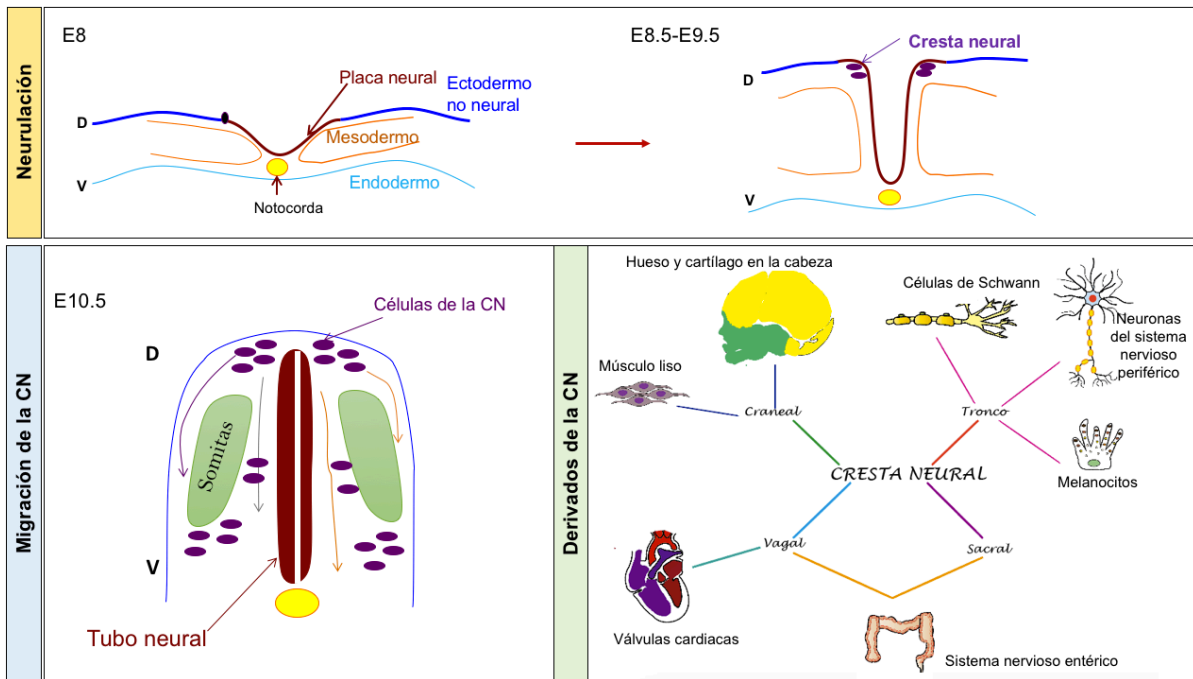 Neurulación
E8
Placa neural
Ectodermo
no neural
D
Mesodermo
V
Endodermo
Notocorda
E8.5-E9.5
Cresta neural
D
V
Migración de la CN
E10.5
Células de la CN
D
Somitas
V
Tubo neural
Derivados de la CN
Hueso y cartílago en la cabeza
Células de Schwann
Neuronas
del sistema
nervioso
periférico
Músculo liso
Craneal
Tronco
CRESTA NEURAL
Melanocitos
Vagal
Sacral
Válvulas cardiacas
Sistema nervioso entérico